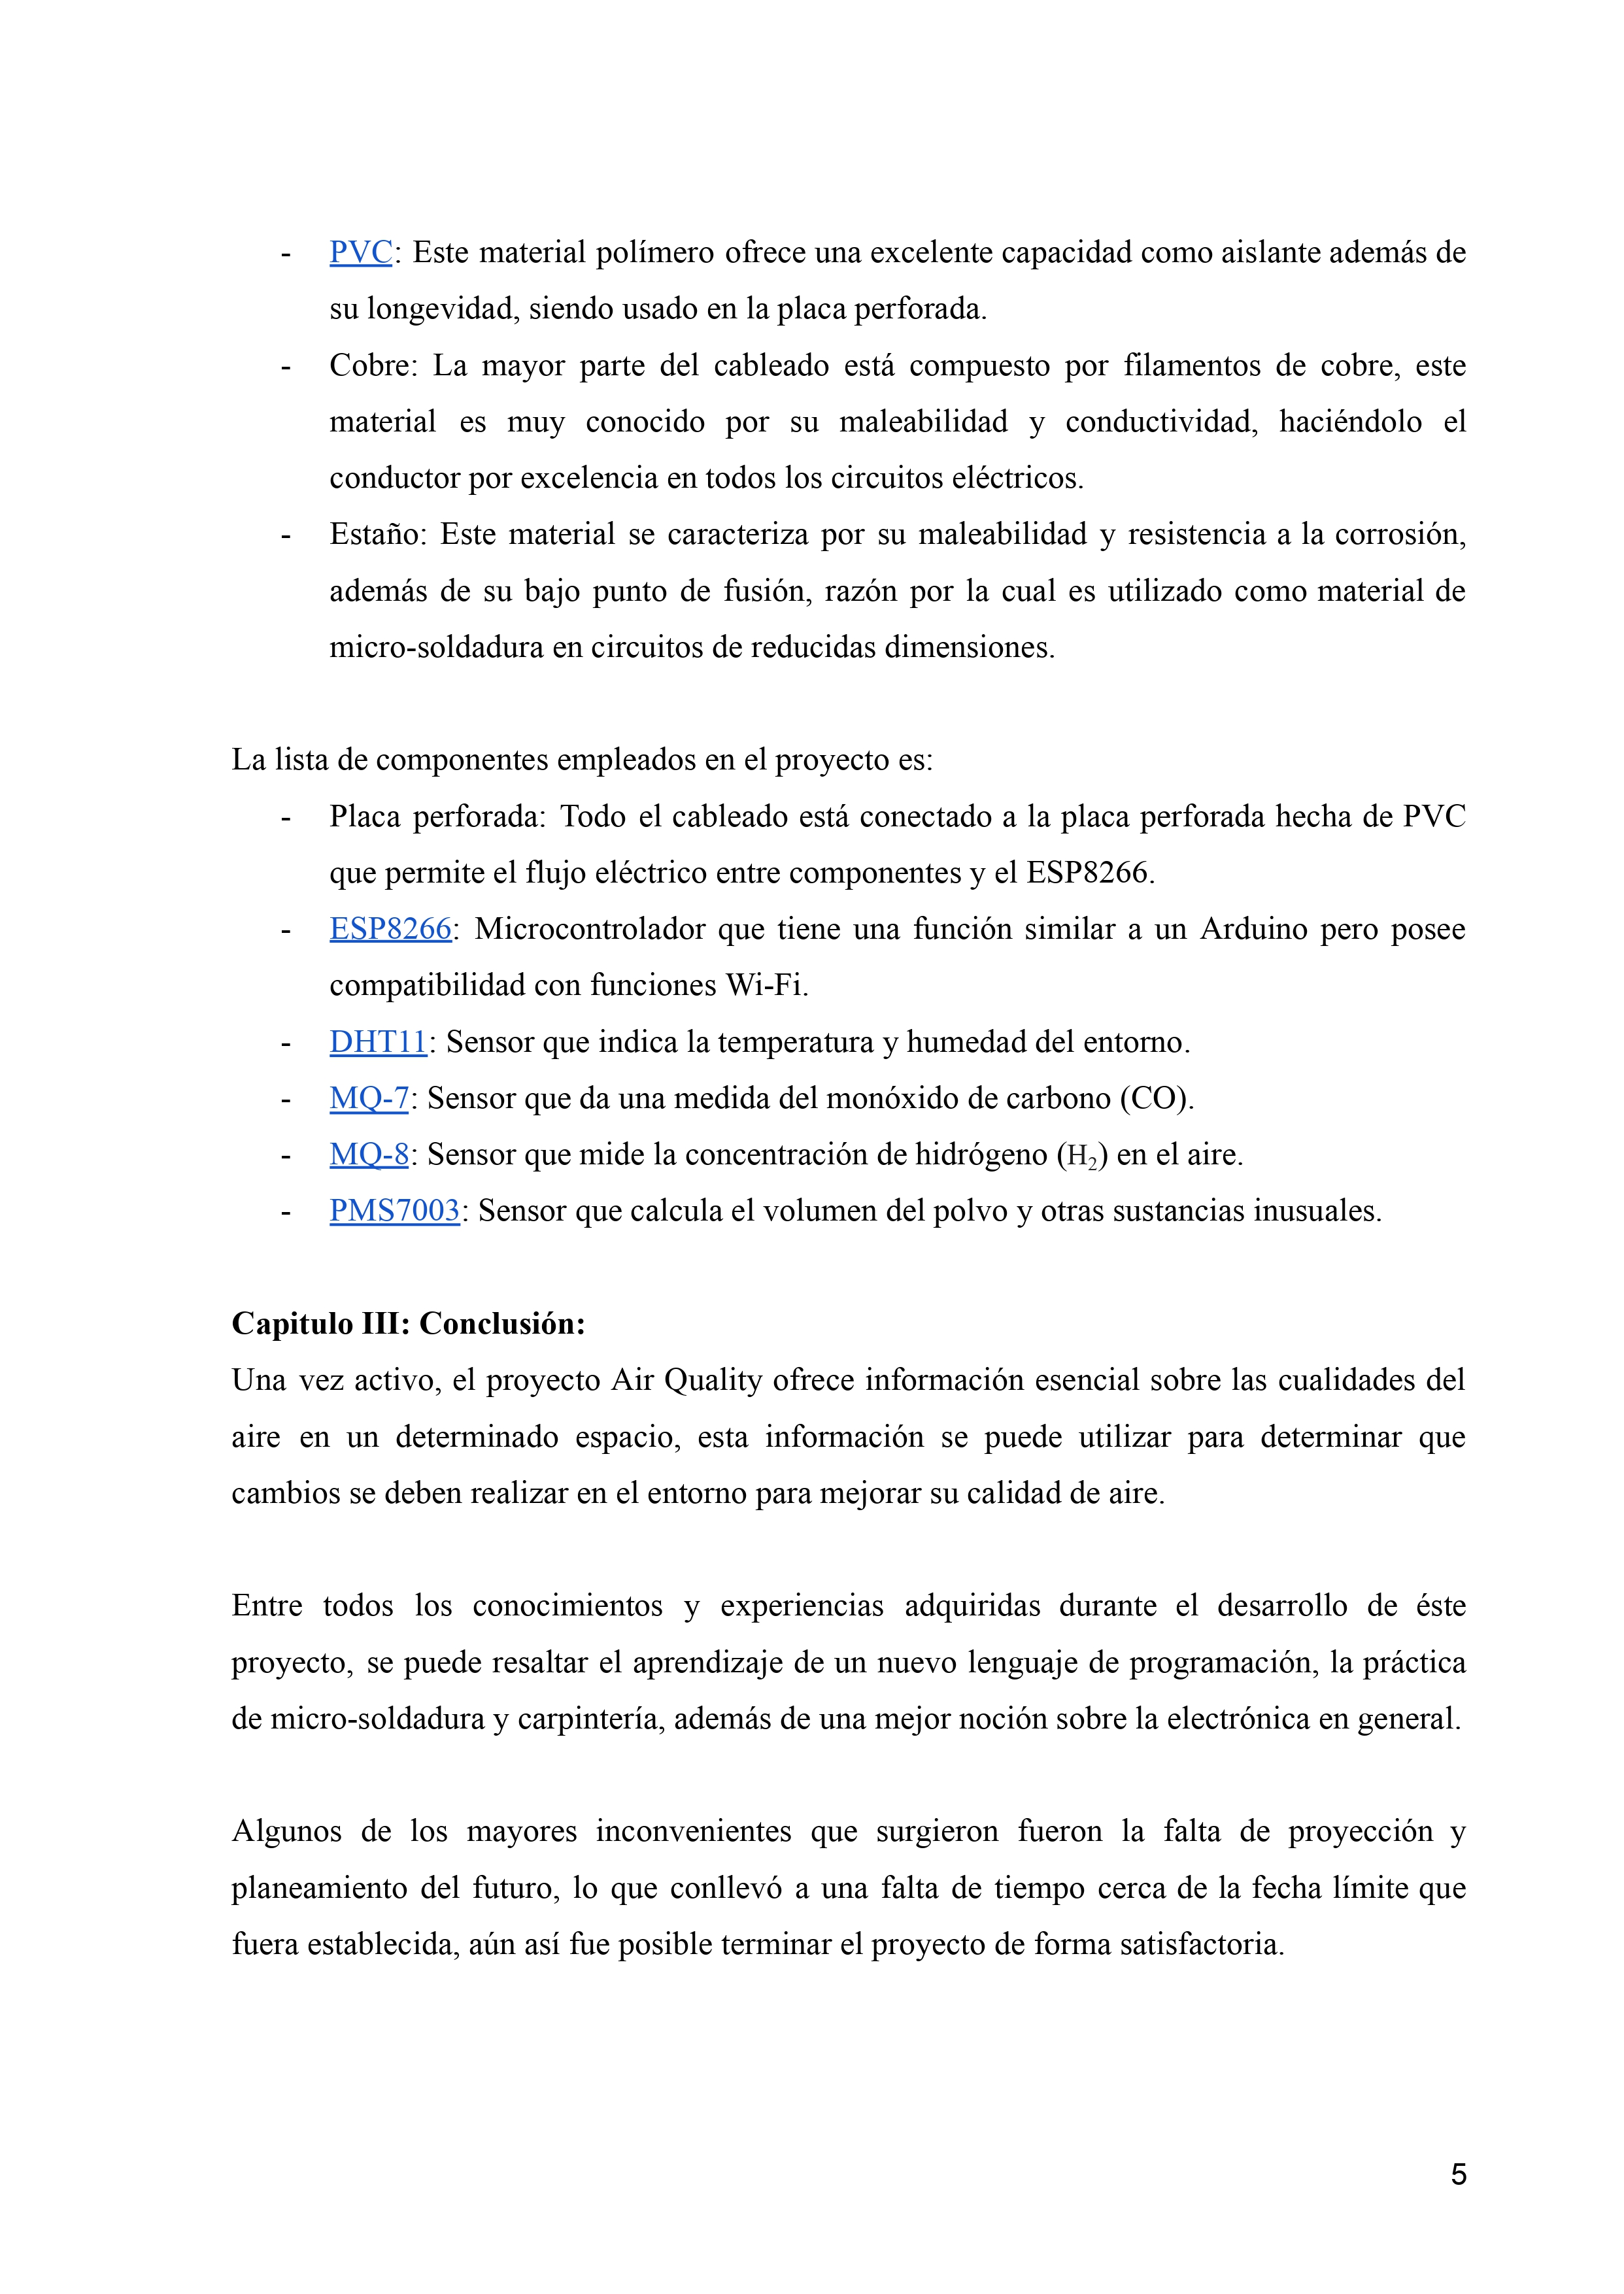 - PVC: Este material polímero ofrece una excelente capacidad como aislante además de
su longevidad, siendo usado en la placa perforada.
- Cobre: La mayor parte del cableado está compuesto por filamentos de cobre, este
material es muy conocido por su maleabilidad y conductividad, haciéndolo el
conductor por excelencia en todos los circuitos eléctricos.
- Estaño: Este material se caracteriza por su maleabilidad y resistencia a la corrosión,
además de su bajo punto de fusión, razón por la cual es utilizado como material de
micro-soldadura en circuitos de reducidas dimensiones.
La lista de componentes empleados en el proyecto es:
- Placa perforada: Todo el cableado está conectado a la placa perforada hecha de PVC
que permite el flujo eléctrico entre componentes y el ESP8266.
- ESP8266: Microcontrolador que tiene una función similar a un Arduino pero posee
compatibilidad con funciones Wi-Fi.
- DHT11: Sensor que indica la temperatura y humedad del entorno.
- MQ-7: Sensor que da una medida del monóxido de carbono (CO).
- MQ-8: Sensor que mide la concentración de hidrógeno (H₂) en el aire.
- PMS7003: Sensor que calcula el volumen del polvo y otras sustancias inusuales.
Capitulo III: Conclusión:
Una vez activo, el proyecto Air Quality ofrece información esencial sobre las cualidades del
aire en un determinado espacio, esta información se puede utilizar para determinar que
cambios se deben realizar en el entorno para mejorar su calidad de aire.
Entre todos los conocimientos y experiencias adquiridas durante el desarrollo de éste
proyecto, se puede resaltar el aprendizaje de un nuevo lenguaje de programación, la práctica
de micro-soldadura y carpintería, además de una mejor noción sobre la electrónica en general.
Algunos de los mayores inconvenientes que surgieron fueron la falta de proyección y
planeamiento del futuro, lo que conllevó a una falta de tiempo cerca de la fecha límite que
fuera establecida, aún así fue posible terminar el proyecto de forma satisfactoria.
5